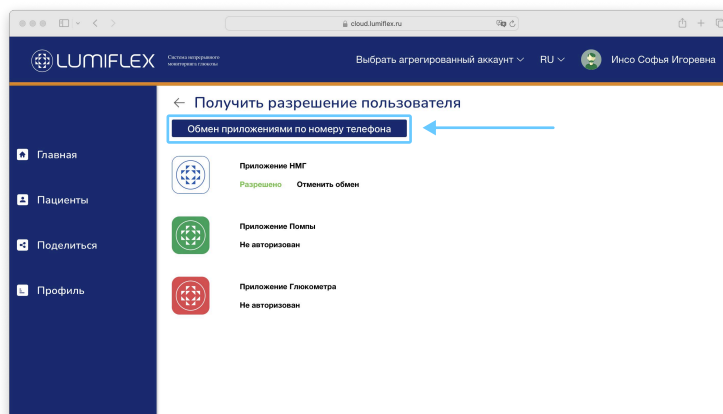 cloud.lumiflex.ru
LUMIFLEX
Система непрерывного
мониторинга глюкозы
Выбрать агрегированный аккаунт
RU
Инсо Софья Игоревна
← Получить разрешение пользователя
Обмен приложениями по номеру телефона
Главная
Приложение НМГ
Разрешено Отменить обмен
Пациенты
Приложение Помпы
Не авторизован
Поделиться
Профиль
Приложение Глюкометра
Не авторизован